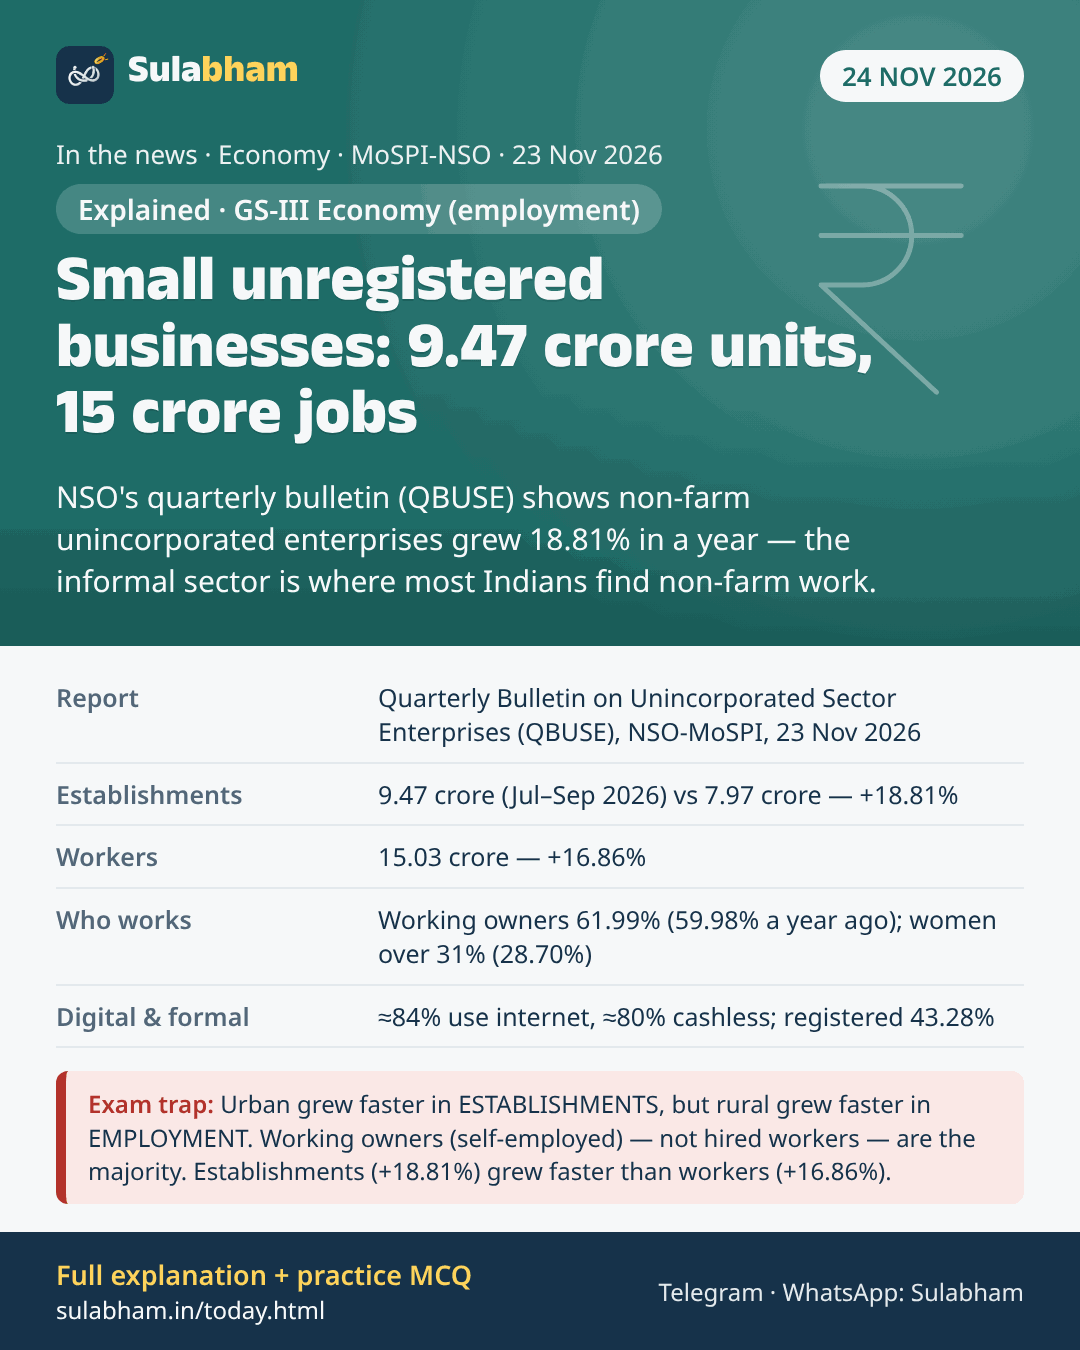 Sulabham
24 NOV 2026
In the news · Economy · MoSPI-NSO · 23 Nov 2026
Explained · GS-III Economy (employment)
Small unregistered
businesses: 9.47 crore units,
15 crore jobs
NSO's quarterly bulletin (QBUSE) shows non-farm
unincorporated enterprises grew 18.81% in a year — the
informal sector is where most Indians find non-farm work.
Report
Quarterly Bulletin on Unincorporated Sector
Enterprises (QBUSE), NSO-MoSPI, 23 Nov 2026
Establishments
9.47 crore (Jul–Sep 2026) vs 7.97 crore — +18.81%
Workers
15.03 crore — +16.86%
Who works
Working owners 61.99% (59.98% a year ago); women
over 31% (28.70%)
Digital & formal
≈84% use internet, ≈80% cashless; registered 43.28%
Exam trap: Urban grew faster in ESTABLISHMENTS, but rural grew faster in
EMPLOYMENT. Working owners (self-employed) — not hired workers — are the
majority. Establishments (+18.81%) grew faster than workers (+16.86%).
Full explanation + practice MCQ
sulabham.in/today.html
Telegram · WhatsApp: Sulabham